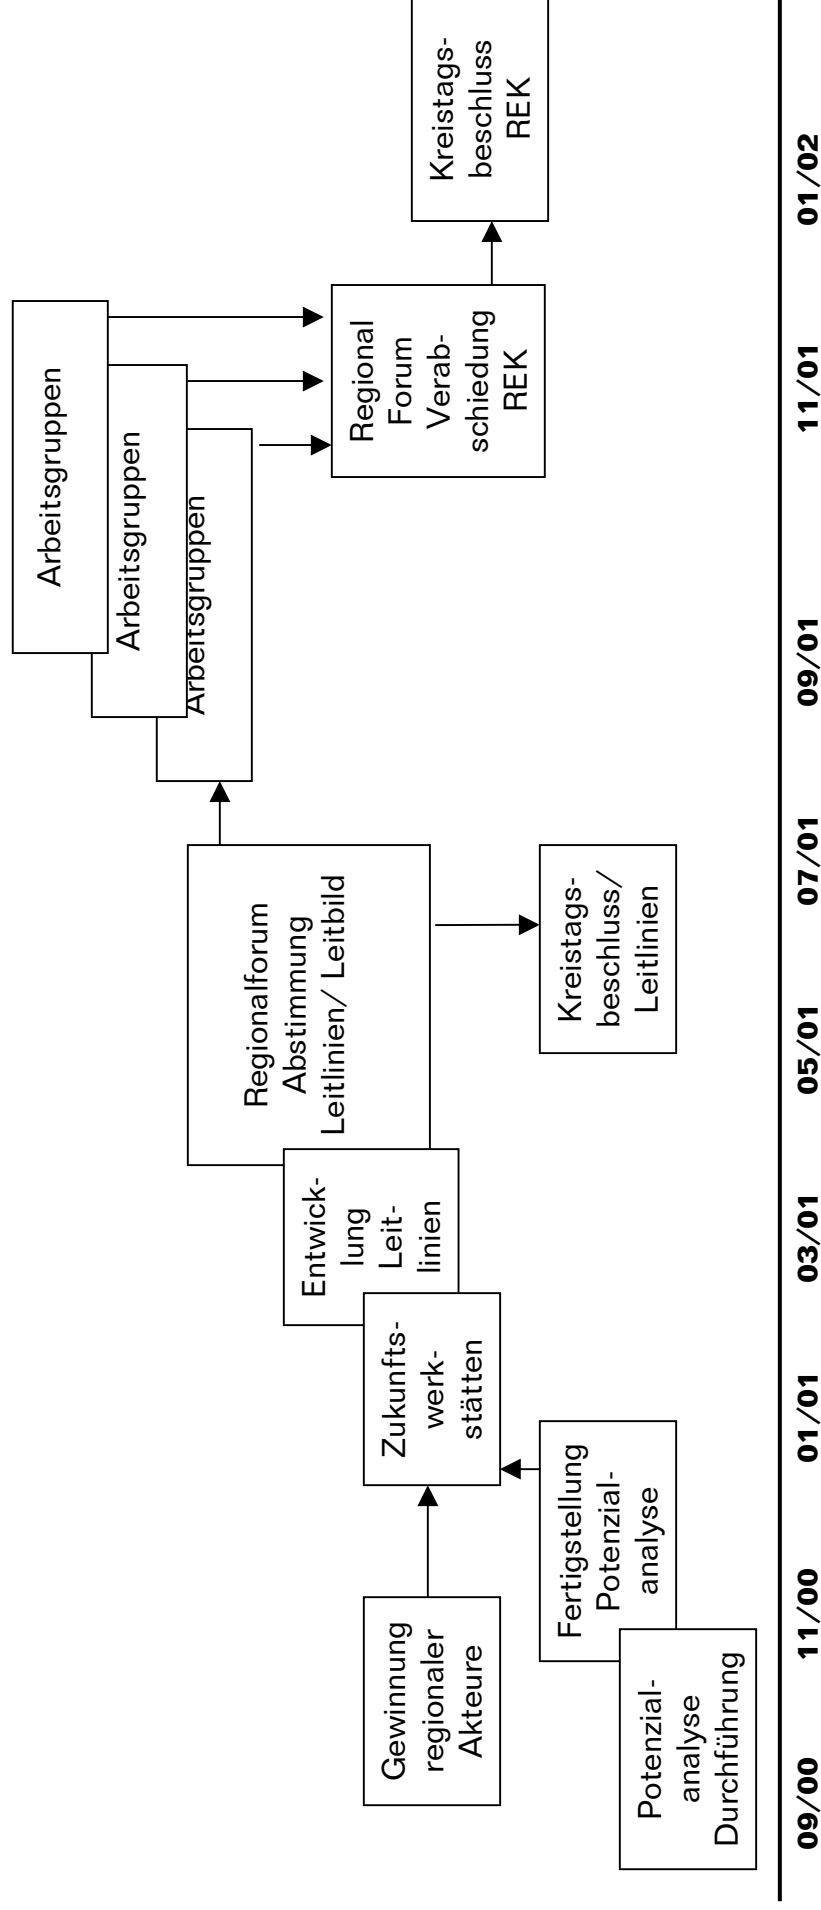 Arbeitsgruppen
Arbeitsgruppen
Arbeitsgruppen
Regionalforum
Abstimmung
Leitlinien/ Leitbild
Entwick-
lung
Leit-
linien
Gewinnung
regionaler
Akteure
Zukunfts-
werk-
stätten
Regional
Forum
Verab-
schiedung
REK
Kreistags-
beschluss
REK
Fertigstellung
Potenzial-
analyse
Kreistags-
beschluss/
Leitlinien
Potenzial-
analyse
Durchführung
09/00
11/00
01/01
03/01
05/01
07/01
09/01
11/01
01/02